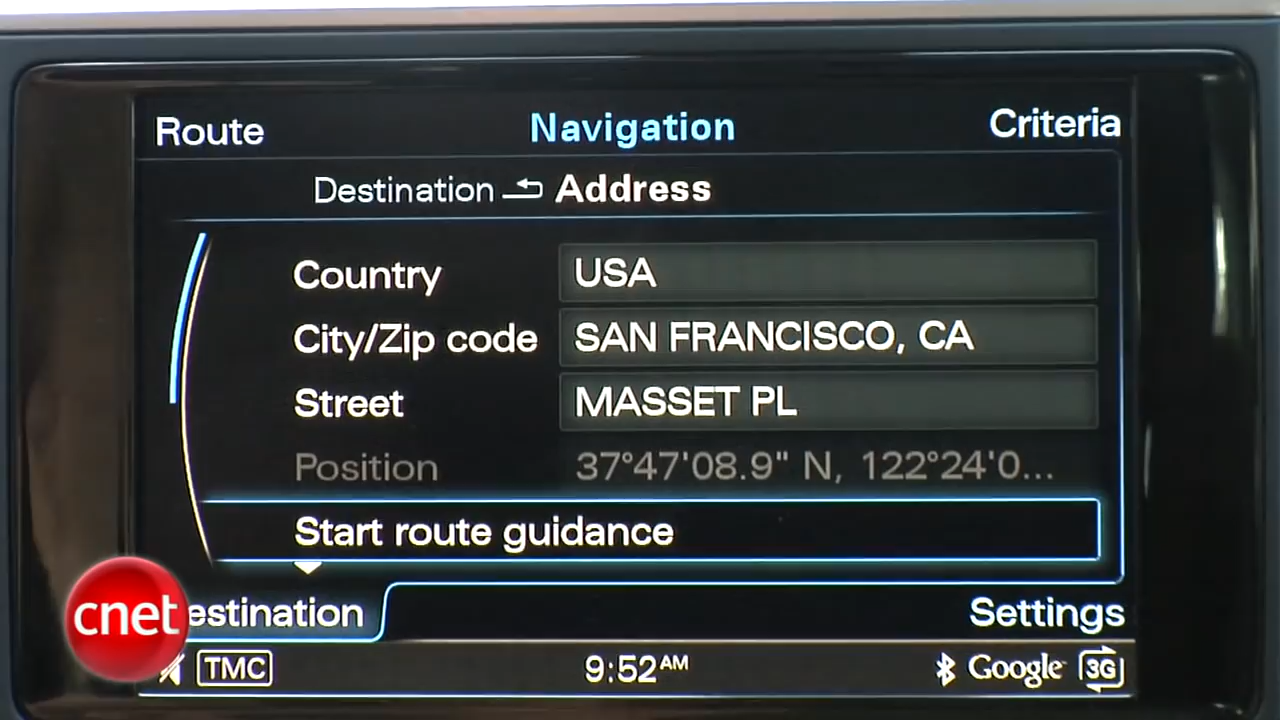 Route Navigation Criteria
Destination Address
Country USA
City/Zip code SAN FRANCISCO, CA
Street MASSET PL
Position 37°47'08.9" N, 122°24'0...
Start route guidance
cnet
estination Settings
TMC 9:52 AM Google 3G